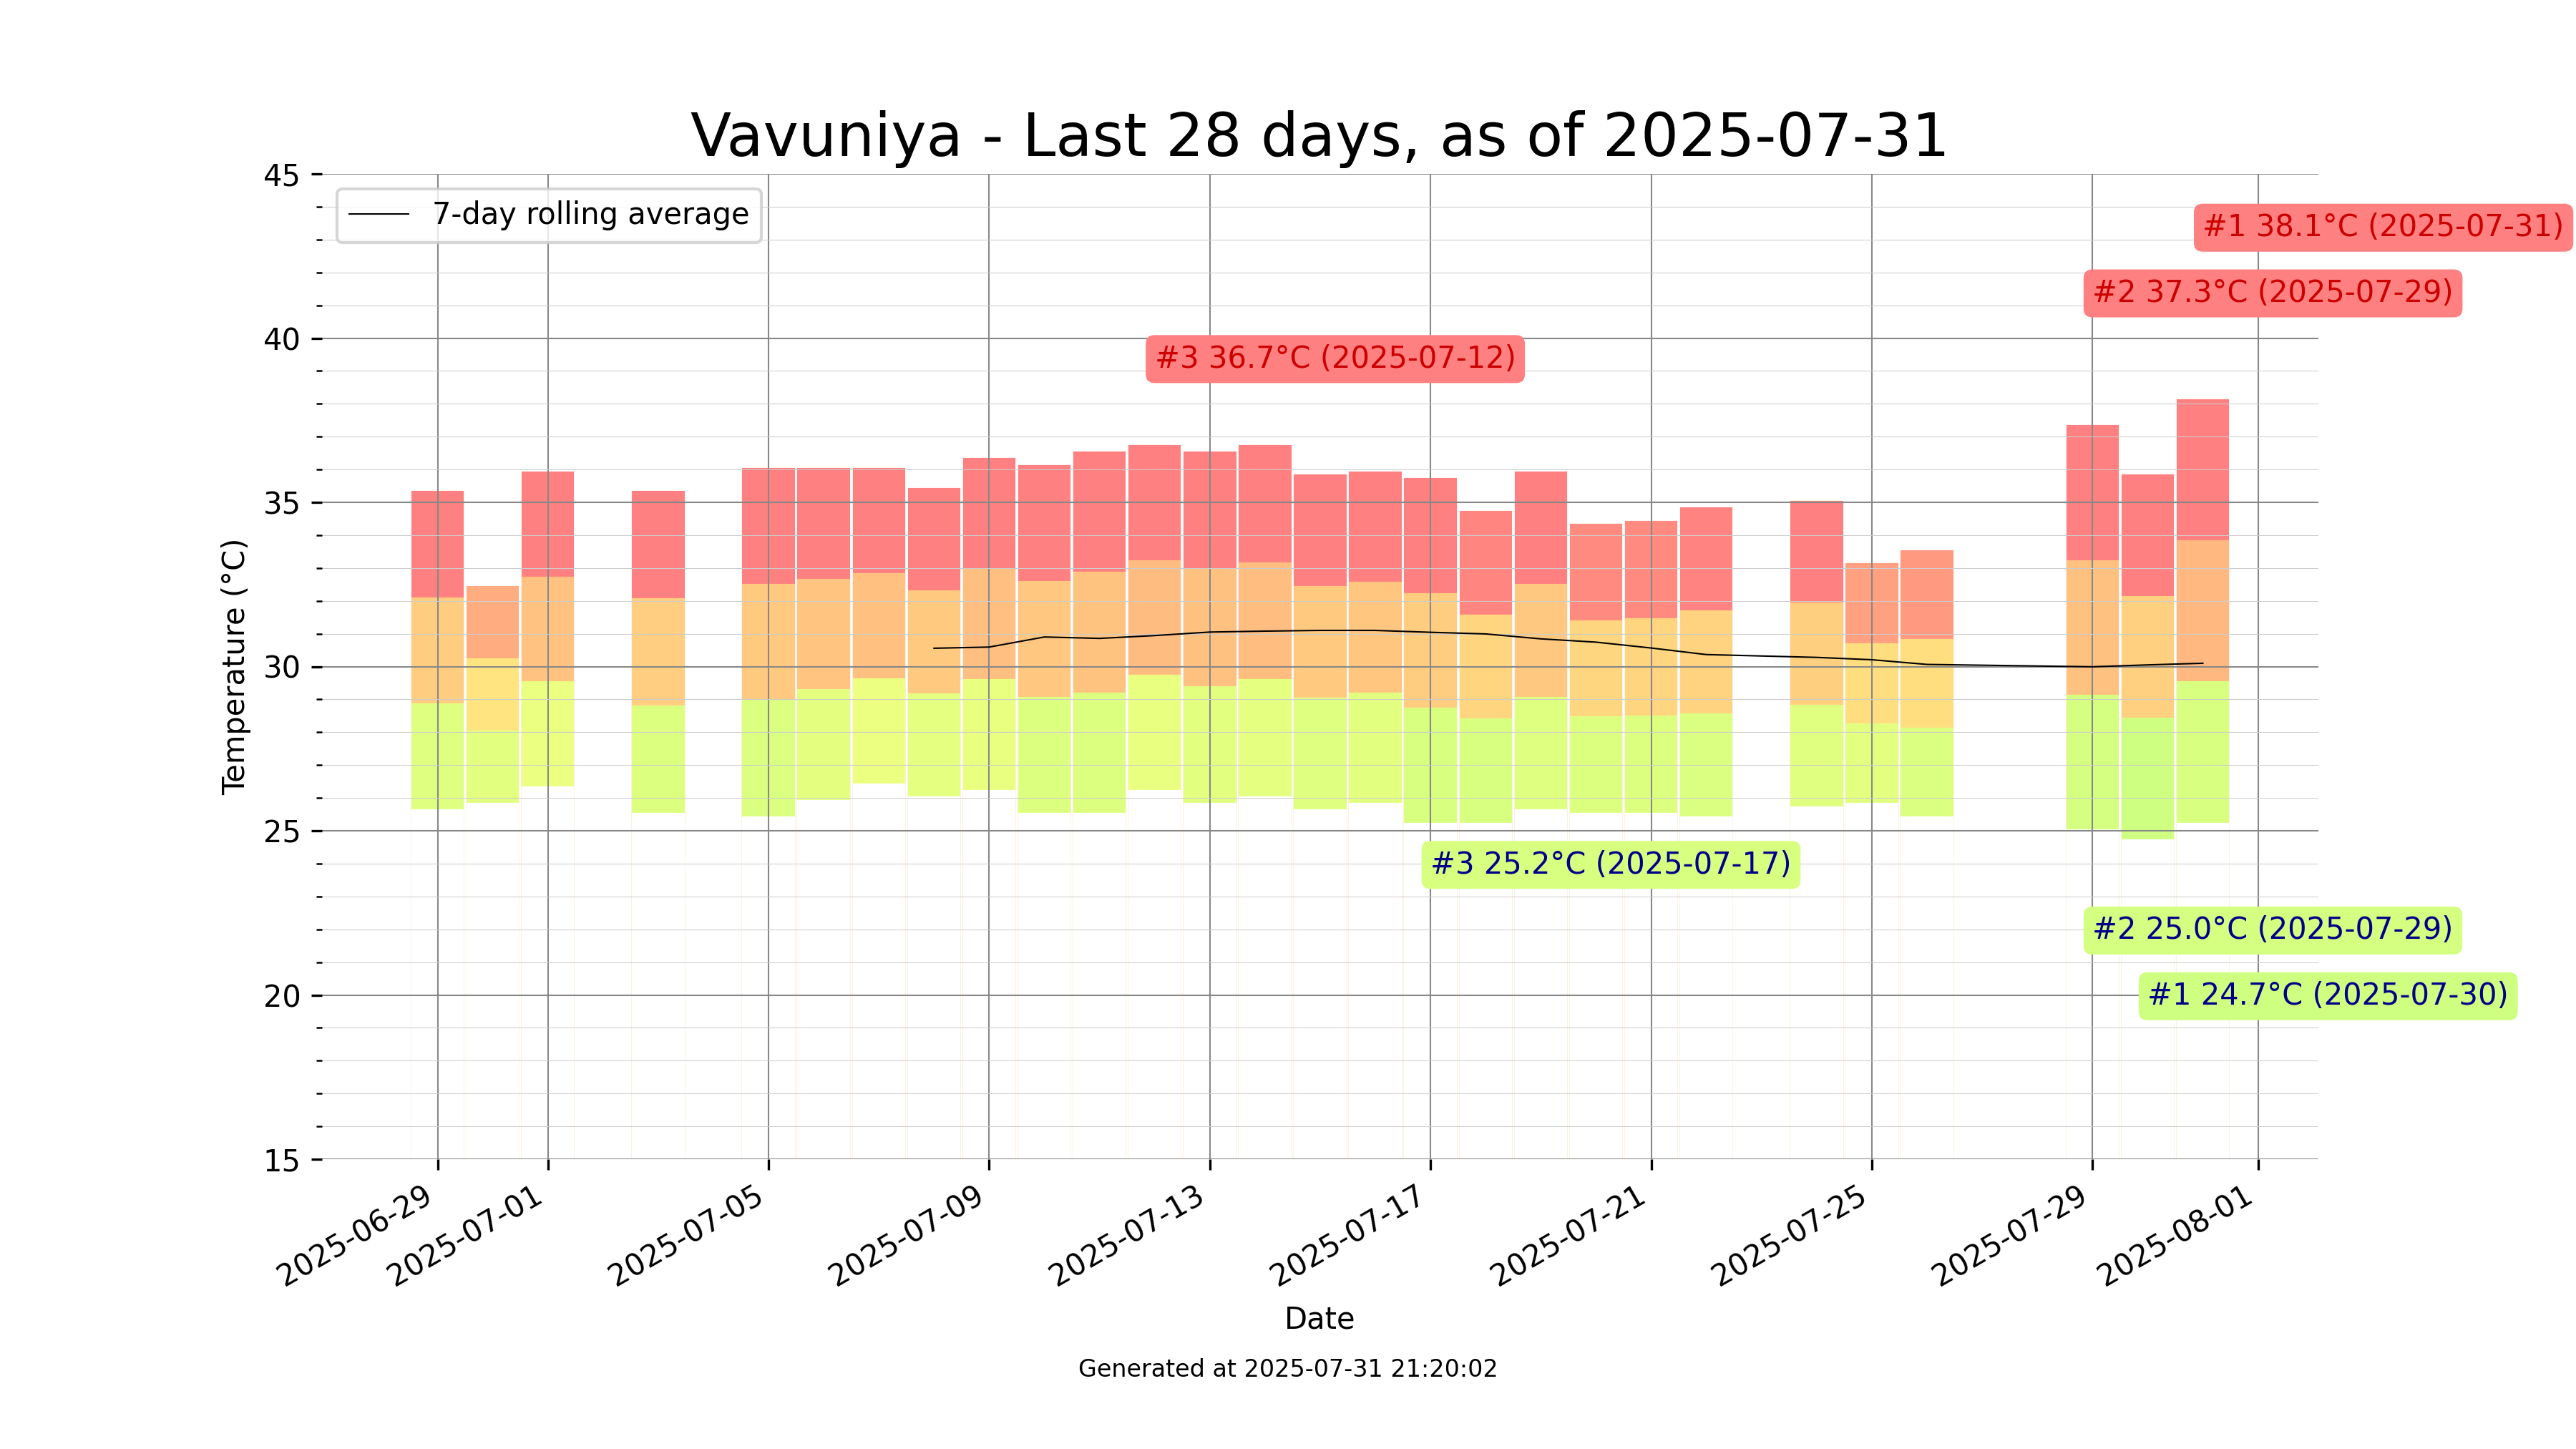 Vavuniya - Last 28 days, as of 2025-07-31
7-day rolling average
#1 38.1°C (2025-07-31)
#2 37.3°C (2025-07-29)
#3 36.7°C (2025-07-12)
#3 25.2°C (2025-07-17)
#2 25.0°C (2025-07-29)
#1 24.7°C (2025-07-30)
Temperature (°C)
45
40
35
30
25
20
15
2025-06-29
2025-07-01
2025-07-05
2025-07-09
2025-07-13
2025-07-17
2025-07-21
2025-07-25
2025-07-29
2025-08-01
Date
Generated at 2025-07-31 21:20:02